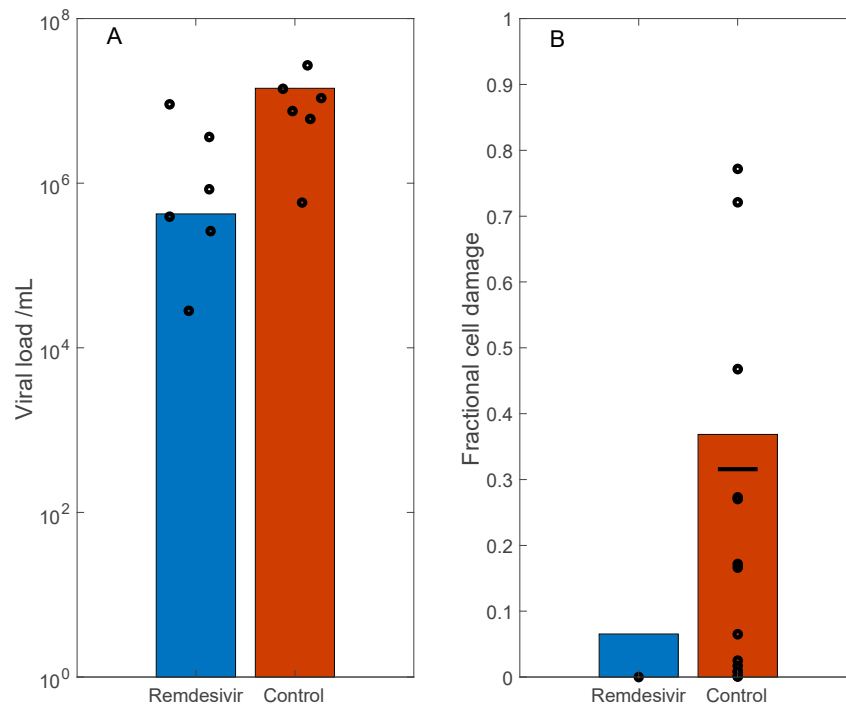 A
Viral load /mL
10^8
10^6
10^4
10^2
10^0
Remdesivir Control
B
Fractional cell damage
1
0.9
0.8
0.7
0.6
0.5
0.4
0.3
0.2
0.1
0
Remdesivir Control